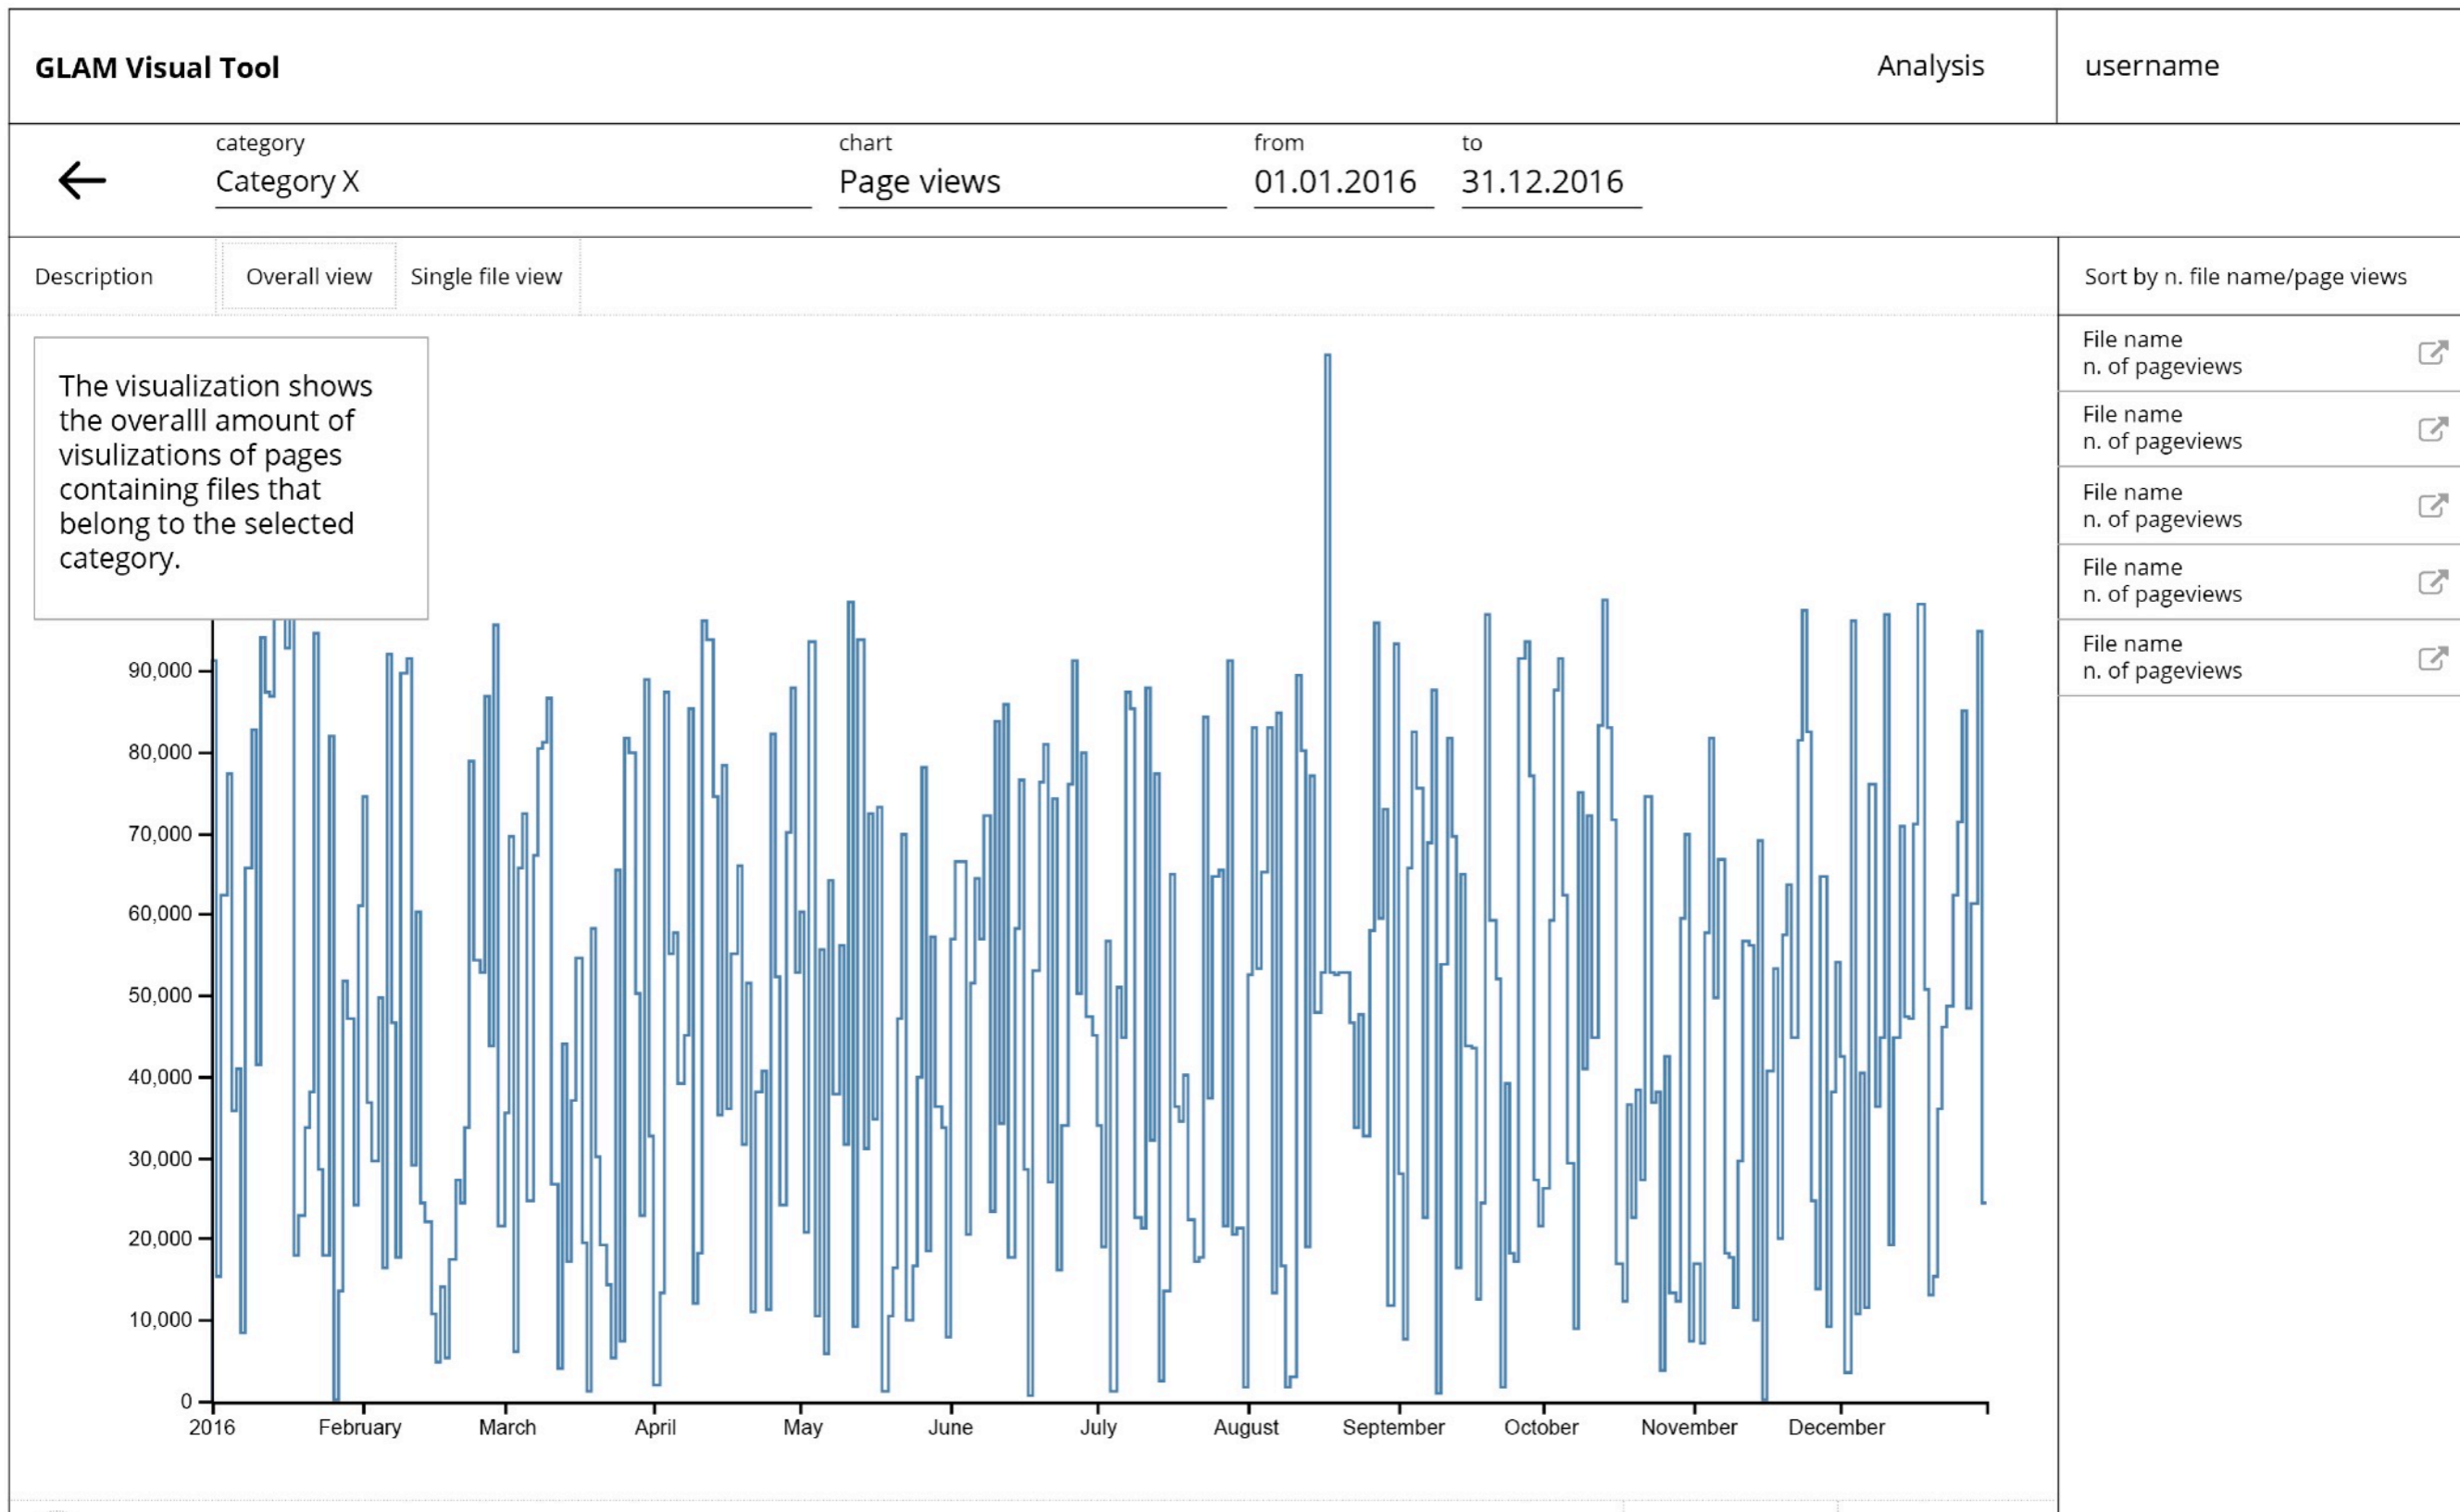 GLAM Visual Tool
Analysis
username
category
Category X
chart
Page views
from
01.01.2016
to
31.12.2016
Description
Overall view
Single file view
Sort by n. file name/page views
The visualization shows
the overalll amount of
visulizations of pages
containing files that
belong to the selected
category.
File name
n. of pageviews
File name
n. of pageviews
File name
n. of pageviews
File name
n. of pageviews
File name
n. of pageviews
90,000
80,000
70,000
60,000
50,000
40,000
30,000
20,000
10,000
0
2016
February
March
April
May
June
July
August
September
October
November
December